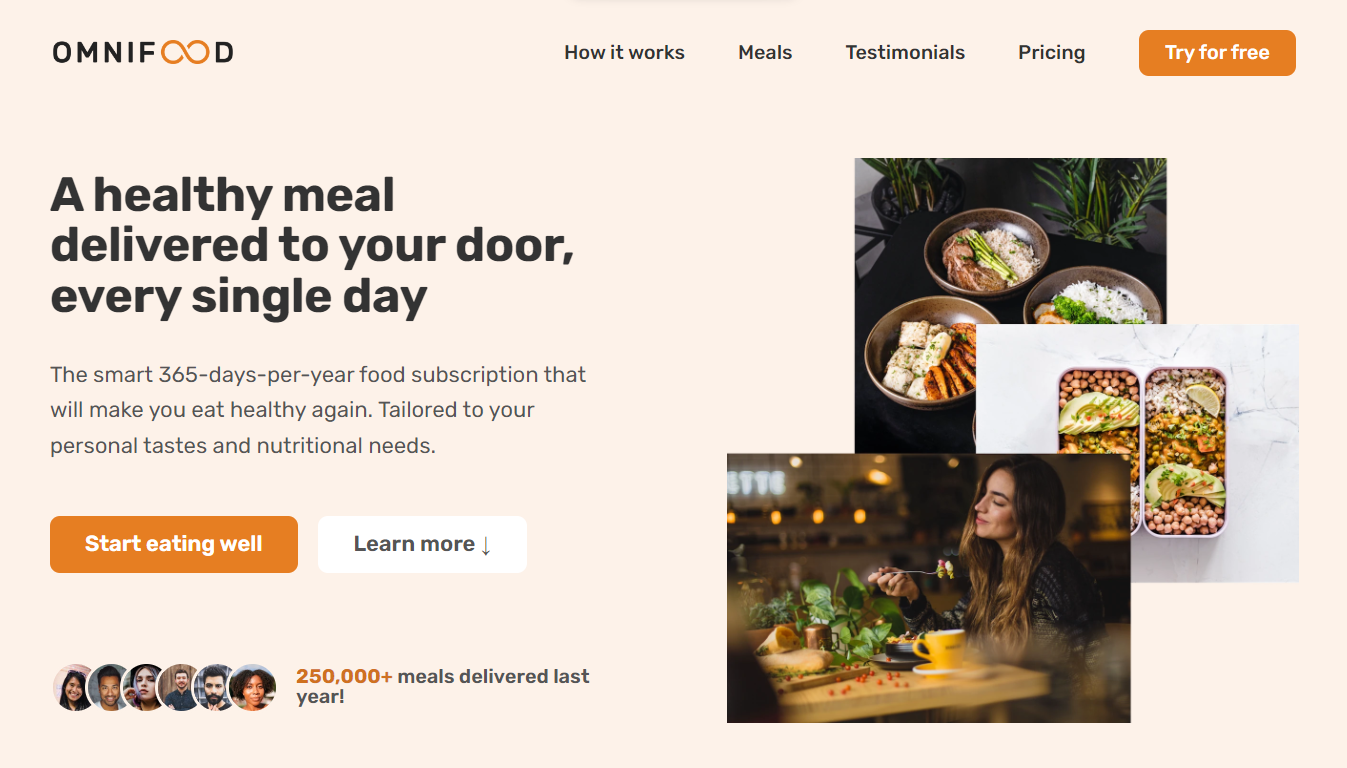 OMNIFOOD
How it works
Meals
Testimonials
Pricing
Try for free
A healthy meal
delivered to your door,
every single day
The smart 365-days-per-year food subscription that
will make you eat healthy again. Tailored to your
personal tastes and nutritional needs.
Start eating well
Learn more ↓
250,000+ meals delivered last
year!